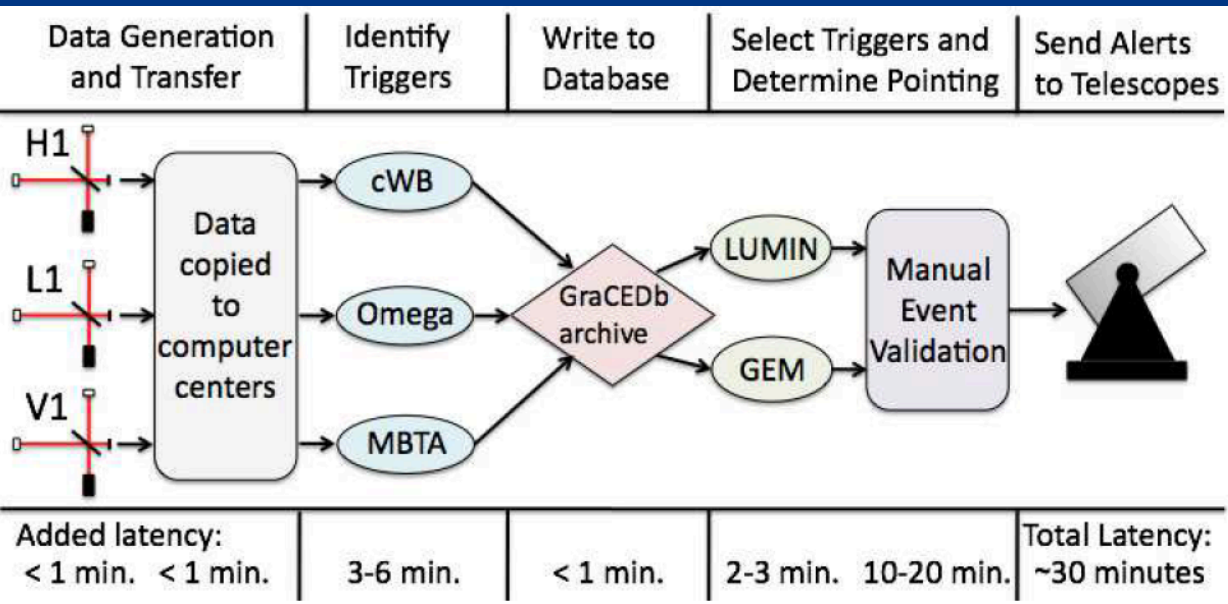 Data Generation
and Transfer
Identify
Triggers
Write to
Database
Select Triggers and
Determine Pointing
Send Alerts
to Telescopes
H1
L1
V1
Data
copied
to
computer
centers
cWB
Omega
MBTA
GraCEDb
archive
LUMIN
GEM
Manual
Event
Validation
Added latency:
< 1 min. < 1 min.
3-6 min.
< 1 min.
2-3 min. 10-20 min.
Total Latency:
~30 minutes